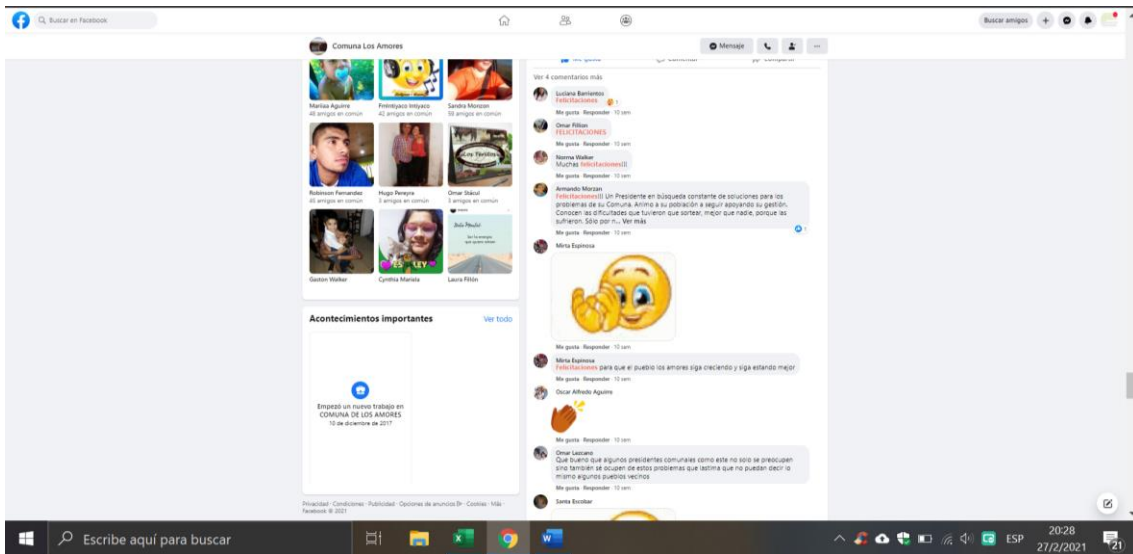 Buscar en Facebook
Buscar amigos
Comuna Los Amores
Mensaje
Me gusta
Comentar
Compartir
Marisa Aguirre
48 amigos en común
Fmintiyaco Intiyaco
42 amigos en común
Sandra Monzon
59 amigos en común
Robinson Fernandez
45 amigos en común
Hugo Pereyra
3 amigos en común
Omar Stácul
3 amigos en común
Gastón Walker
Cynthia Mariela
Laura Fillón
Acontecimientos importantes
Ver todo
Empezó un nuevo trabajo en
COMUNA DE LOS AMORES
10 de diciembre de 2017
Privacidad · Condiciones · Publicidad · Opciones de anuncios · Cookies · Más ·
Facebook © 2021
Ver 4 comentarios más
Luciana Barrientos
Felicitaciones
Me gusta · Responder · 10 sem
Omar Fillion
FELICITACIONES
Me gusta · Responder · 10 sem
Norma Walker
Muchas felicitaciones!!!
Me gusta · Responder · 10 sem
Armando Morzan
Felicitaciones!!! Un Presidente en búsqueda constante de soluciones para los
problemas de su Comuna. Animo a su población a seguir apoyando su gestión.
Conocen las dificultades que tuvieron que sortear, mejor que nadie, porque las
sufrieron. Sólo por n... Ver más
Me gusta · Responder · 10 sem
Mirta Espinosa
Me gusta · Responder · 10 sem
Mirta Espinosa
Felicitaciones para que el pueblo los amores siga creciendo y siga estando mejor
Me gusta · Responder · 10 sem
Oscar Alfredo Aguirre
Me gusta · Responder · 10 sem
Omar Lazzano
Que bueno que algunos presidentes comunales como este no solo se preocupen
sino también sé ocupen de estos problemas que lastima que no puedan decir lo
mismo algunos pueblos vecinos
Me gusta · Responder · 10 sem
Santa Escobar
Escribe aquí para buscar
ESP
20:28
27/2/2021
21